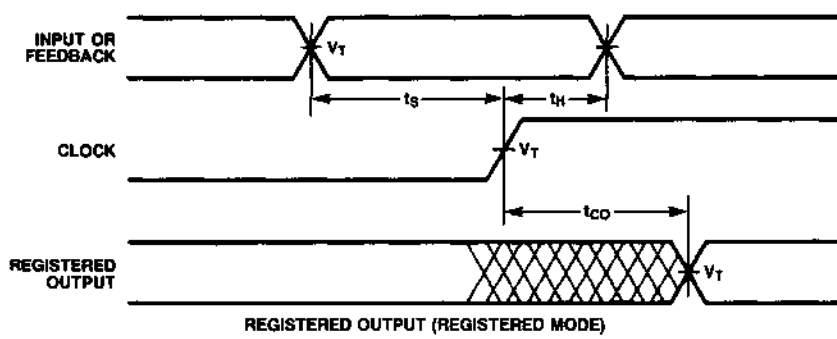 INPUT OR
FEEDBACK
VT
tS
tH
CLOCK
VT
tCO
REGISTERED
OUTPUT
VT
REGISTERED OUTPUT (REGISTERED MODE)